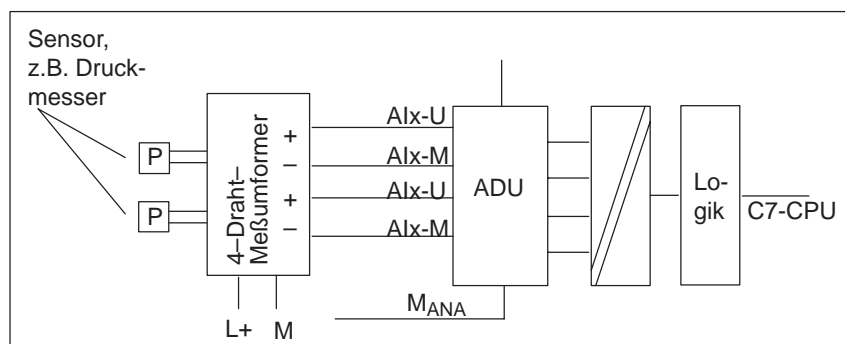 Sensor,
z.B. Druck-
messer
P
P
4–Draht–
Meßumformer
+
–
+
–
L+ M
AIx-U
AIx-M
AIx-U
AIx-M
MANA
ADU
Lo-
gik
C7-CPU